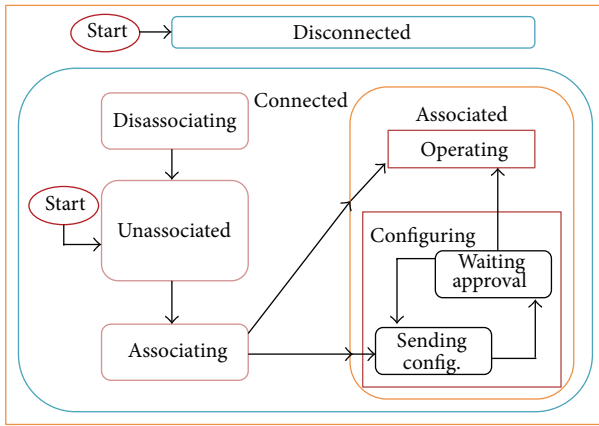 Start
Disconnected
Connected
Disassociating
Associated
Operating
Start
Unassociated
Configuring
Waiting
approval
Associating
Sending
config.